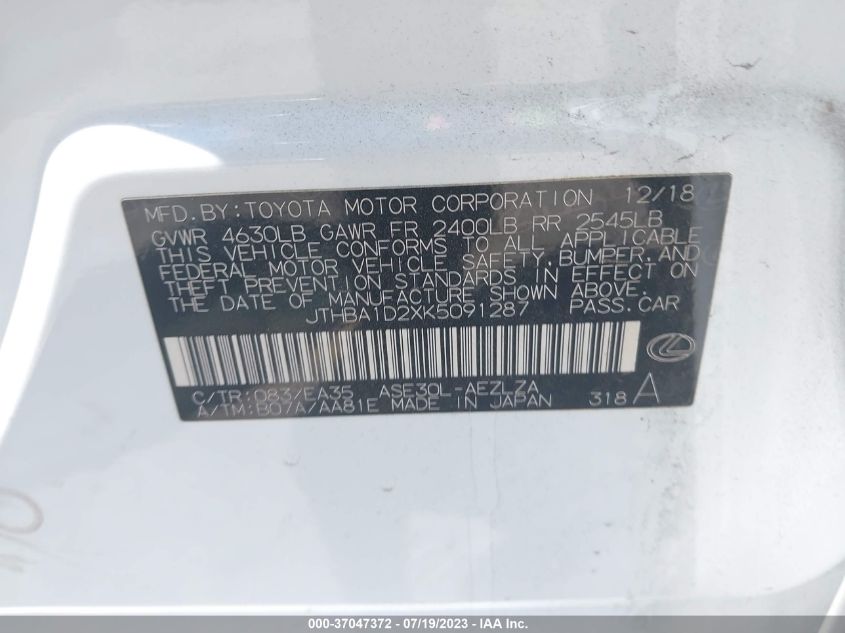 MFD.BY:TOYOTA MOTOR CORPORATION 12/18
GVWR 4630LB GAWR FR 2400LB RR 2545LB
THIS VEHICLE CONFORMS TO ALL APPLICABLE
FEDERAL MOTOR VEHICLE SAFETY, BUMPER, AND
THEFT PREVENTION STANDARDS IN EFFECT ON
THE DATE OF MANUFACTURE SHOWN ABOVE.
JTHBA1D2XK5091287 PASS.CAR
C/TR:083/EA35 ASE30L-AEZLZA
A/TM:B07A/AA81E MADE IN JAPAN 318 A
000-37047372 - 07/19/2023 - IAA Inc.